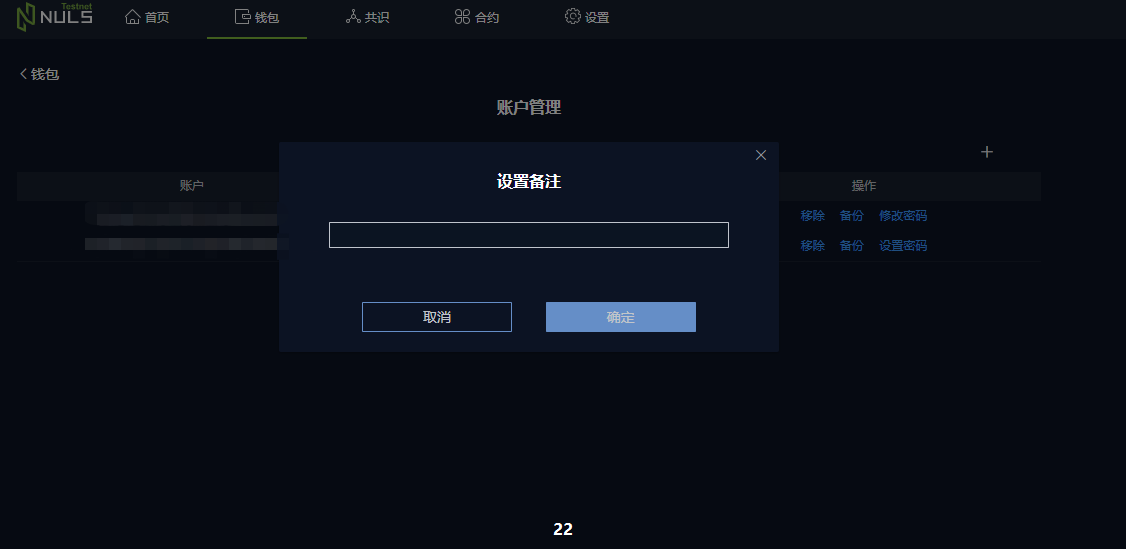 Testnet
NULS 首页 钱包 共识 合约 设置
钱包
账户管理
设置备注
账户 操作
移除 备份 修改密码
移除 备份 设置密码
取消 确定
22